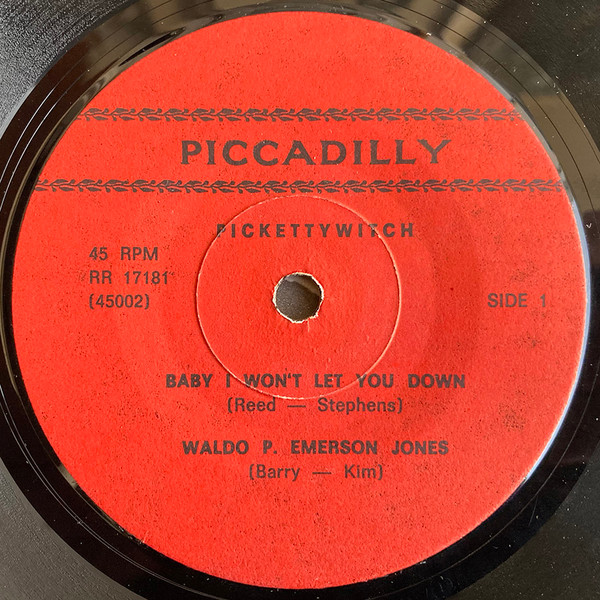 PICCADILLY
PICKETTYWITCH
45 RPM
RR 17181
(45002)
SIDE 1
BABY I WON'T LET YOU DOWN
(Reed — Stephens)
WALDO P. EMERSON JONES
(Barry — Kim)